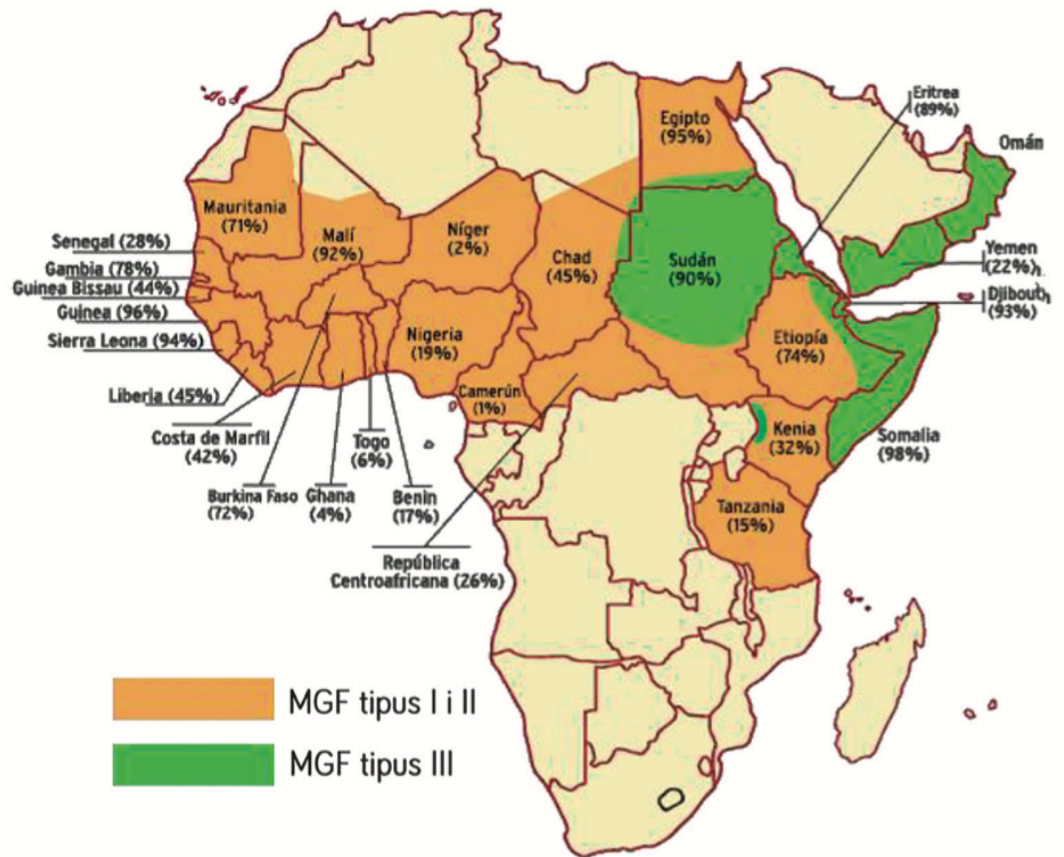 Egipto
(95%)
Eritrea
(89%)
Omán
Mauritania
(71%)
Malí
(92%)
Níger
(2%)
Chad
(45%)
Sudán
(90%)
Yemen
(22%)
Djibouti
(93%)
Senegal (28%)
Gambia (78%)
Guinea Bissau (44%)
Guinea (96%)
Sierra Leona (94%)
Liberia (45%)
Costa de Marfil
(42%)
Burkina Faso
(72%)
Ghana
(4%)
Togo
(6%)
Benin
(17%)
Nigeria
(19%)
Camerún
(1%)
República
Centroafricana (26%)
Etiopía
(74%)
Kenia
(32%)
Somalia
(98%)
Tanzania
(15%)
MGF tipus I i II
MGF tipus III